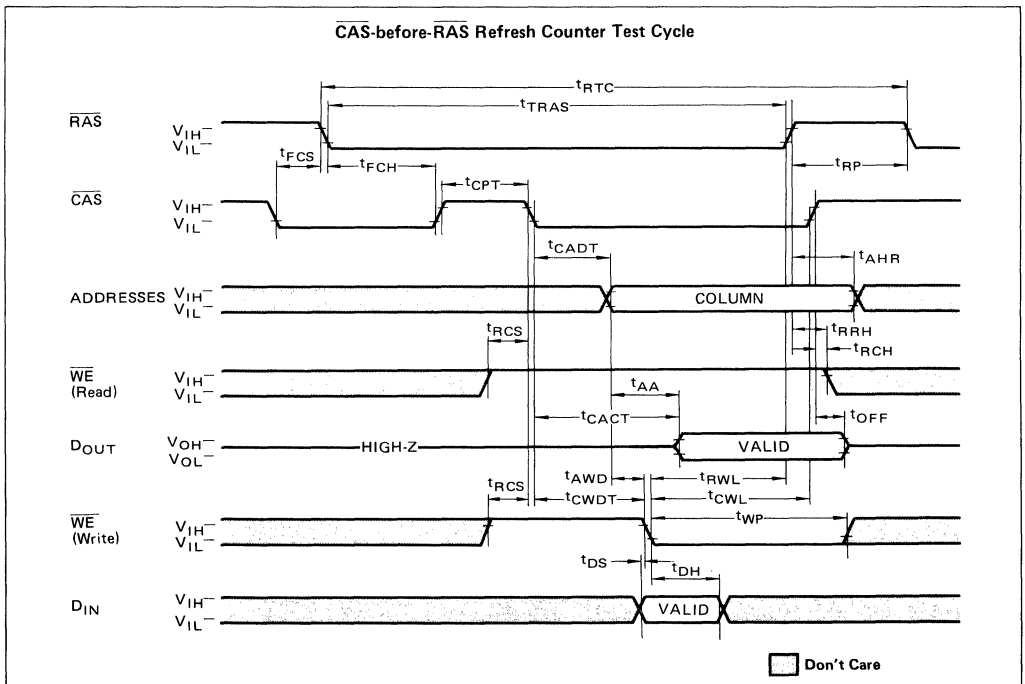 CAS-before-RAS Refresh Counter Test Cycle
tRTC
tTRAS
RAS
VIH
VIL
tFCS
tFCH
tRP
tCPT
CAS
VIH
VIL
tCADT
tAHR
ADDRESSES
VIH
VIL
COLUMN
tRCS
tRRH
tRCH
WE
(Read)
VIH
VIL
tAA
tCACT
tOFF
DOUT
VOH
VOL
HIGH-Z
VALID
tAWD
tRWL
tRCS
tCWDT
tCWL
WE
(Write)
VIH
VIL
tWP
tDS
tDH
DIN
VIH
VIL
VALID
Don't Care